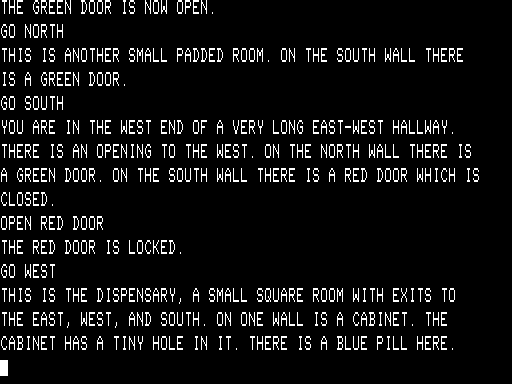 THE GREEN DOOR IS NOW OPEN.
GO NORTH
THIS IS ANOTHER SMALL PADDED ROOM. ON THE SOUTH WALL THERE
IS A GREEN DOOR.
GO SOUTH
YOU ARE IN THE WEST END OF A VERY LONG EAST-WEST HALLWAY.
THERE IS AN OPENING TO THE WEST. ON THE NORTH WALL THERE IS
A GREEN DOOR. ON THE SOUTH WALL THERE IS A RED DOOR WHICH IS
CLOSED.
OPEN RED DOOR
THE RED DOOR IS LOCKED.
GO WEST
THIS IS THE DISPENSARY, A SMALL SQUARE ROOM WITH EXITS TO
THE EAST, WEST, AND SOUTH. ON ONE WALL IS A CABINET. THE
CABINET HAS A TINY HOLE IN IT. THERE IS A BLUE PILL HERE.